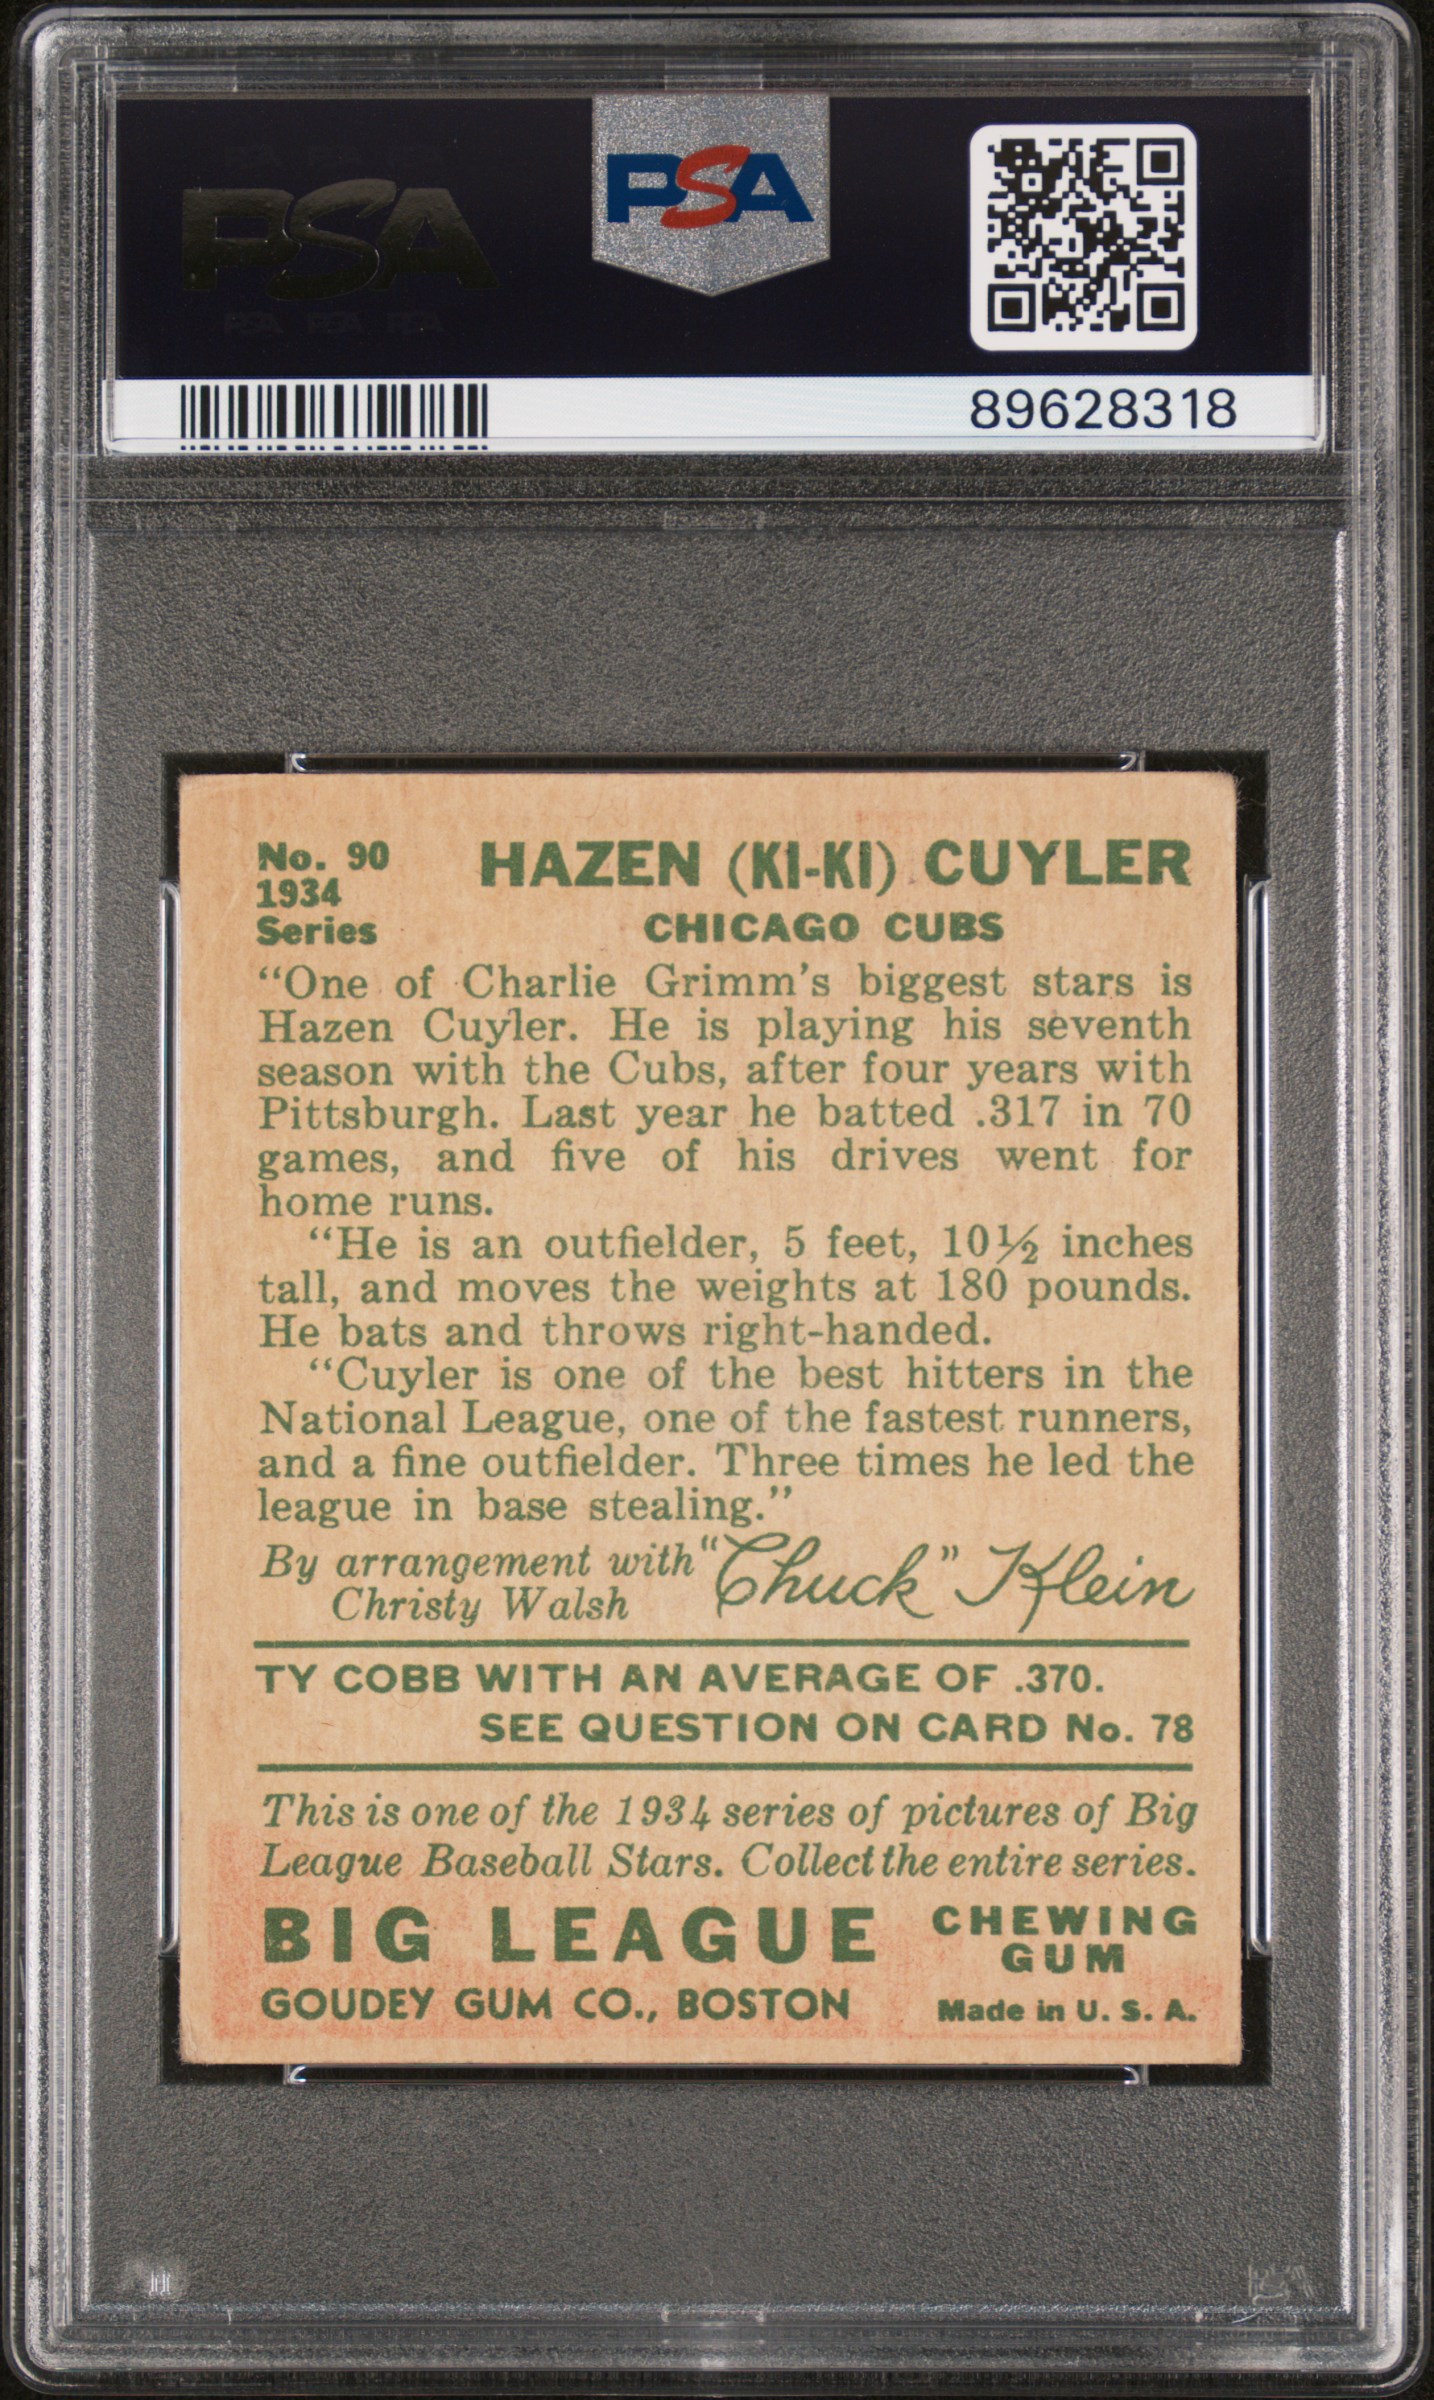 PSA
PSA
89628318
No. 90
1934
Series
HAZEN (KI-KI) CUYLER
CHICAGO CUBS
“One of Charlie Grimm's biggest stars is
Hazen Cuyler. He is playing his seventh
season with the Cubs, after four years with
Pittsburgh. Last year he batted .317 in 70
games, and five of his drives went for
home runs.
“He is an outfielder, 5 feet, 10½ inches
tall, and moves the weights at 180 pounds.
He bats and throws right-handed.
“Cuyler is one of the best hitters in the
National League, one of the fastest runners,
and a fine outfielder. Three times he led the
league in base stealing.”
By arrangement with
Christy Walsh
“Chuck” Klein
TY COBB WITH AN AVERAGE OF .370.
SEE QUESTION ON CARD No. 78
This is one of the 1934 series of pictures of Big
League Baseball Stars. Collect the entire series.
BIG LEAGUE
CHEWING
GUM
GOUDEY GUM CO., BOSTON
Made in U. S. A.